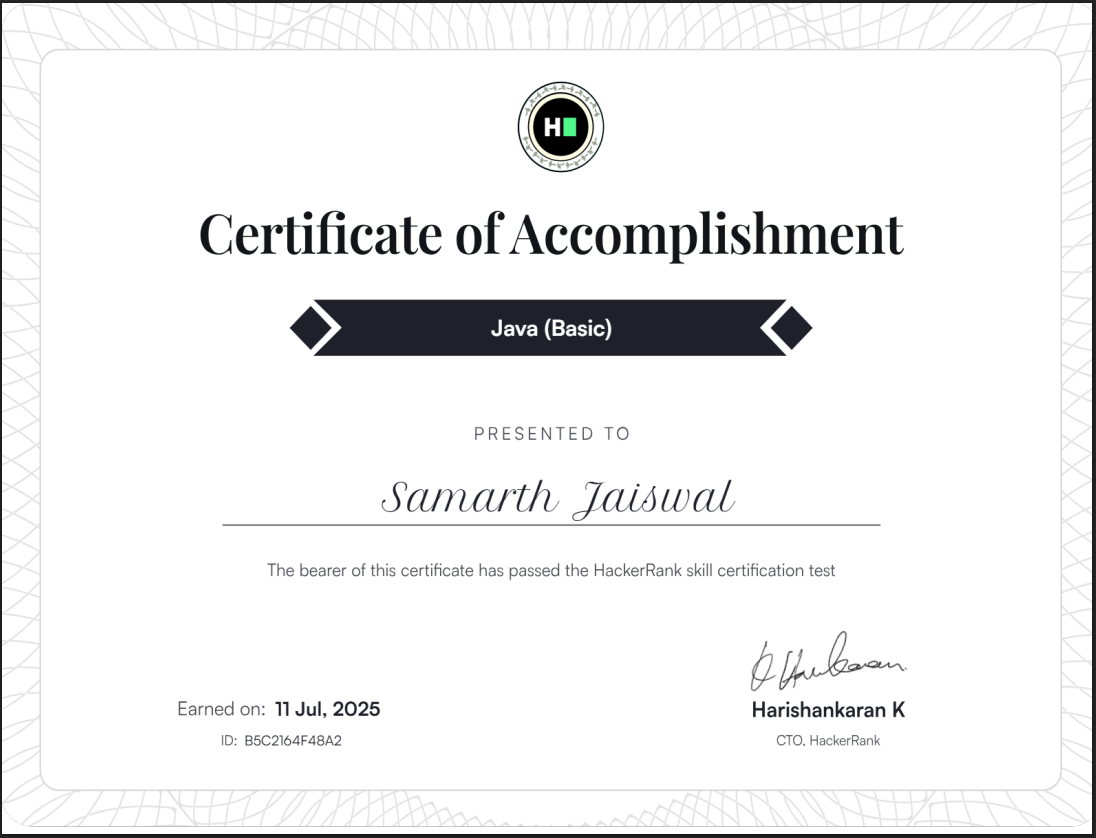 H
Certificate of Accomplishment
Java (Basic)
PRESENTED TO
Samarth Jaiswal
The bearer of this certificate has passed the HackerRank skill certification test
Earned on: 11 Jul, 2025
ID: B5C2164F48A2
Harishankaran K
CTO, HackerRank